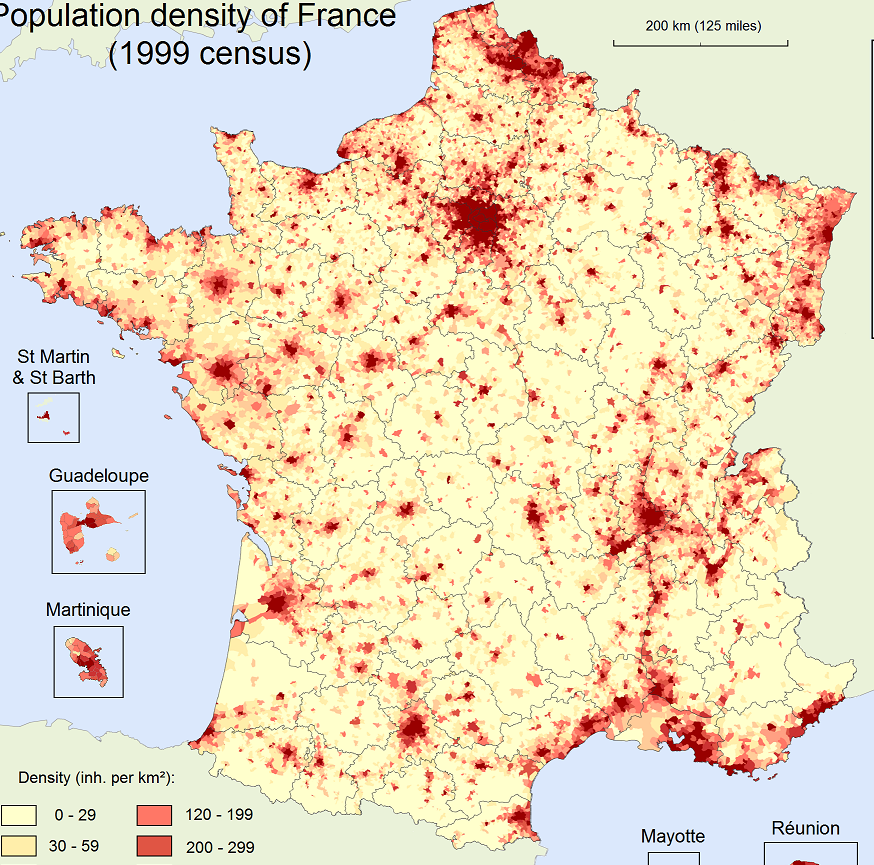 Population density of France
(1999 census)
200 km (125 miles)
St Martin
& St Barth
Guadeloupe
Martinique
Density (inh. per km²):
0 - 29
120 - 199
30 - 59
200 - 299
Mayotte
Réunion